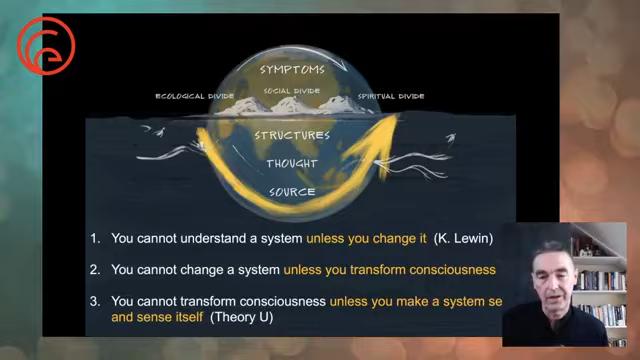 SYMPTOMS
ECOLOGICAL DIVIDE
SOCIAL DIVIDE
SPIRITUAL DIVIDE
STRUCTURES
THOUGHT
SOURCE
1. You cannot understand a system unless you change it (K. Lewin)
2. You cannot change a system unless you transform consciousness
3. You cannot transform consciousness unless you make a system se
and sense itself (Theory U)